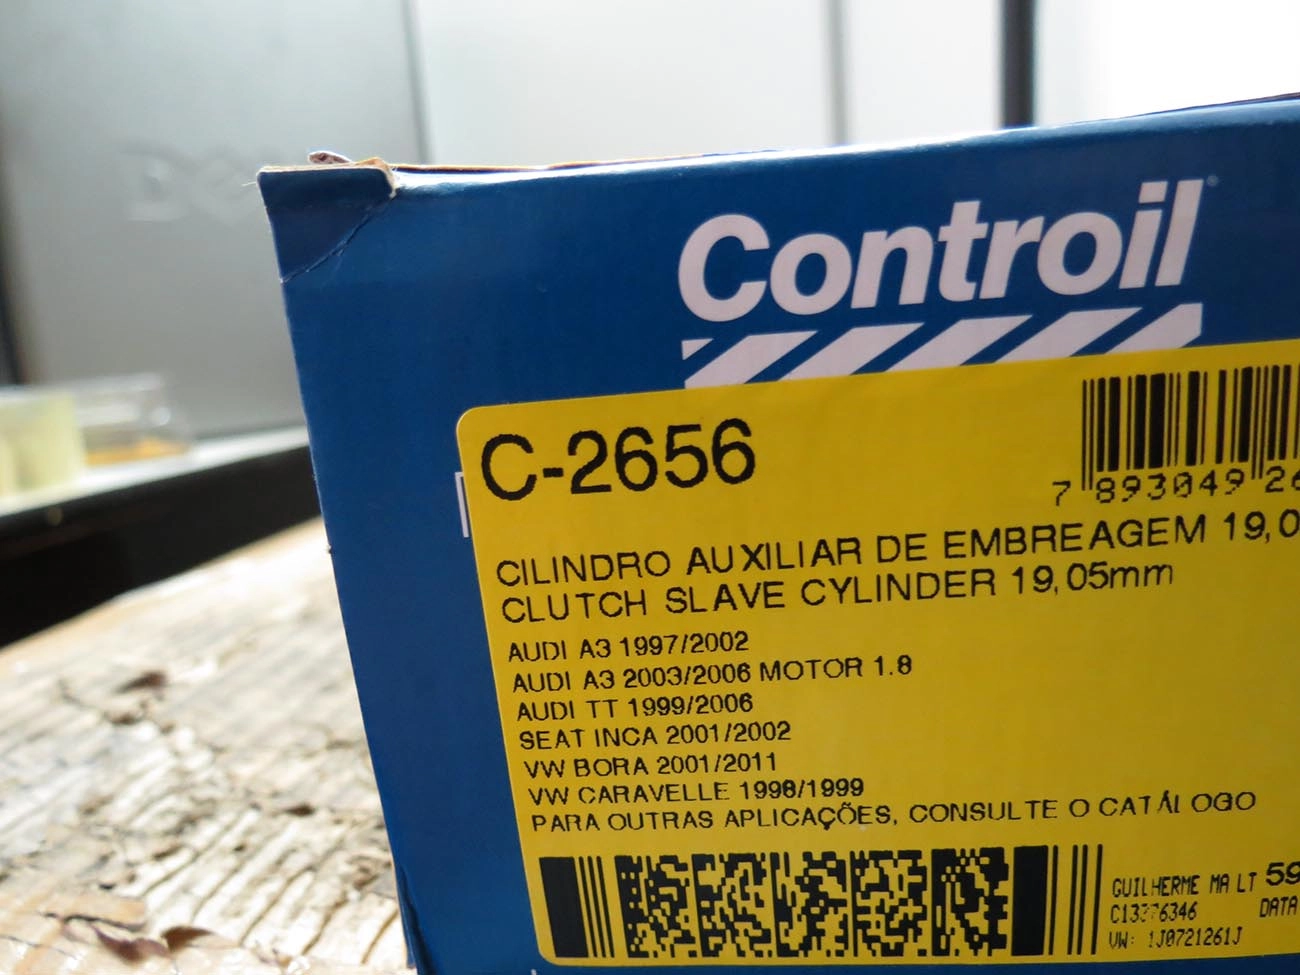 Controil
C-2656
7 893049 26
CILINDRO AUXILIAR DE EMBREAGEM 19,0
CLUTCH SLAVE CYLINDER 19,05mm
AUDI A3 1997/2002
AUDI A3 2003/2006 MOTOR 1.8
AUDI TT 1999/2006
SEAT INCA 2001/2002
VW BORA 2001/2011
VW CARAVELLE 1998/1999
PARA OUTRAS APLICAÇÕES, CONSULTE O CATÁLOGO
GUILHERME MA LT 59
DATA
VW: 1J0721261J